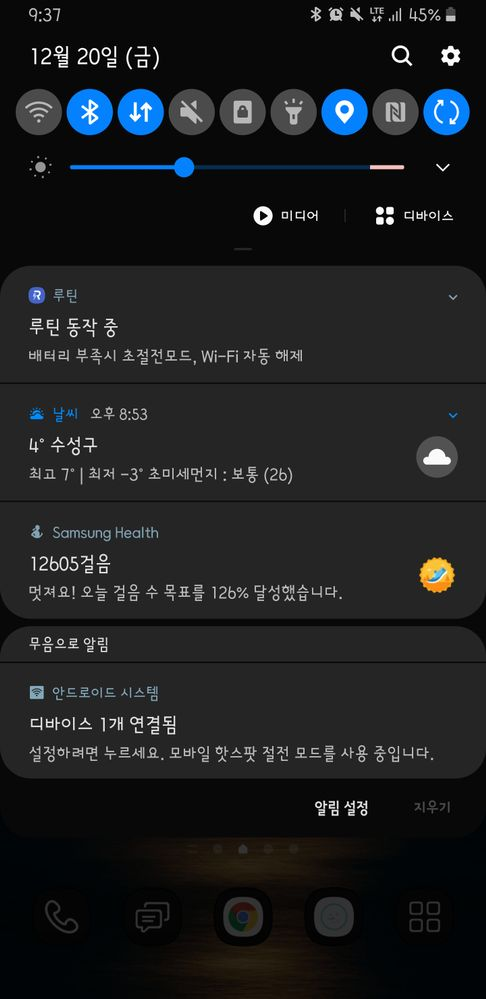 9:37
LTE 45%
12월 20일 (금)
미디어 디바이스
루틴
루틴 동작 중
배터리 부족시 초절전모드, Wi-Fi 자동 해제
날씨 오후 8:53
4° 수성구
최고 7° | 최저 -3° 초미세먼지 : 보통 (26)
Samsung Health
12605걸음
멋져요! 오늘 걸음 수 목표를 126% 달성했습니다.
무음으로 알림
안드로이드 시스템
디바이스 1개 연결됨
설정하려면 누르세요. 모바일 핫스팟 절전 모드를 사용 중입니다.
알림 설정 지우기